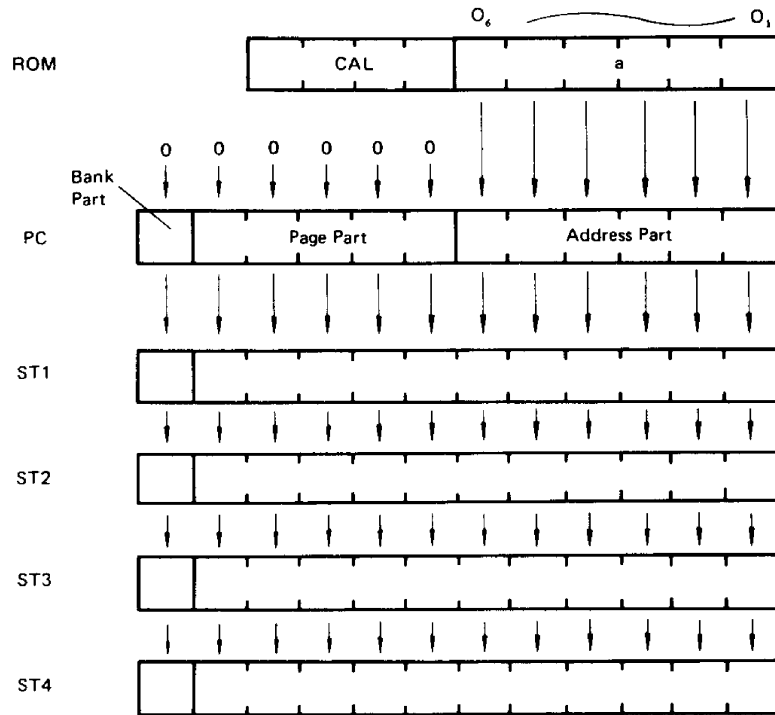 O₆ O₁
ROM CAL a
0 0 0 0 0 0
Bank
Part
PC Page Part Address Part
ST1
ST2
ST3
ST4